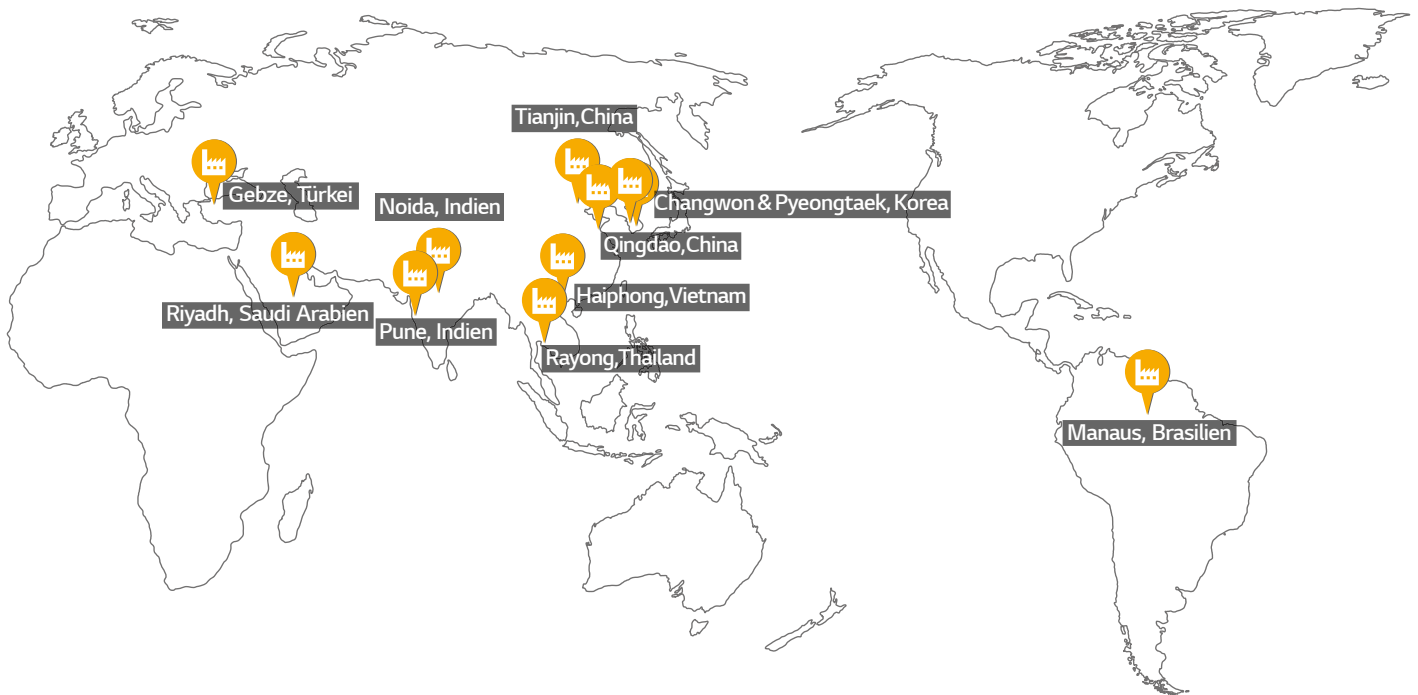 Tianjin,China
Gebze, Türkei
Noida, Indien
Changwon & Pyeongtaek, Korea
Qingdao,China
Riyadh, Saudi Arabien
Pune, Indien
Haiphong,Vietnam
Rayong,Thailand
Manaus, Brasilien